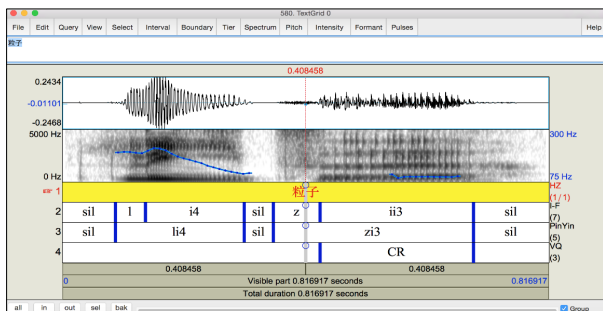 580. TextGrid 0
File Edit Query View Select Interval Boundary Tier Spectrum Pitch Intensity Formant Pulses Help
粒子
0.408458
0.2434
-0.01101
-0.2468
5000 Hz 300 Hz
0 Hz 75 Hz
1 粒子 HZ (1/1)
2 sil l i4 sil z ii3 sil I-F (7)
3 sil li4 sil zi3 sil PinYin (5)
4 CR VQ (3)
0.408458 0.408458
0 Visible part 0.816917 seconds 0.816917
Total duration 0.816917 seconds
all in out sel bak Group